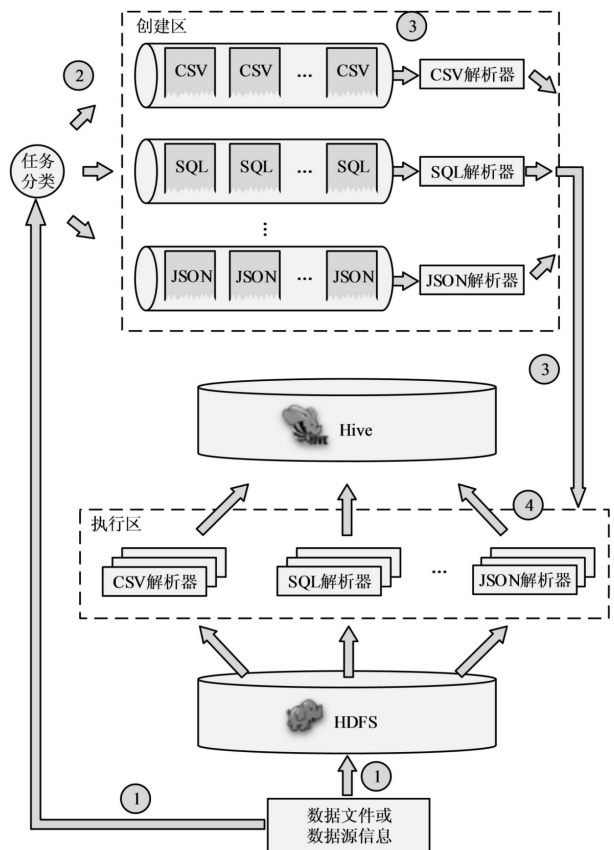 创建区
③
CSV CSV … CSV
CSV解析器
②
任务
分类
SQL SQL … SQL
SQL解析器
⋮
JSON JSON … JSON
JSON解析器
③
HIVE
Hive
④
执行区
CSV解析器
SQL解析器
…
JSON解析器
HDFS
①
①
数据文件或
数据源信息